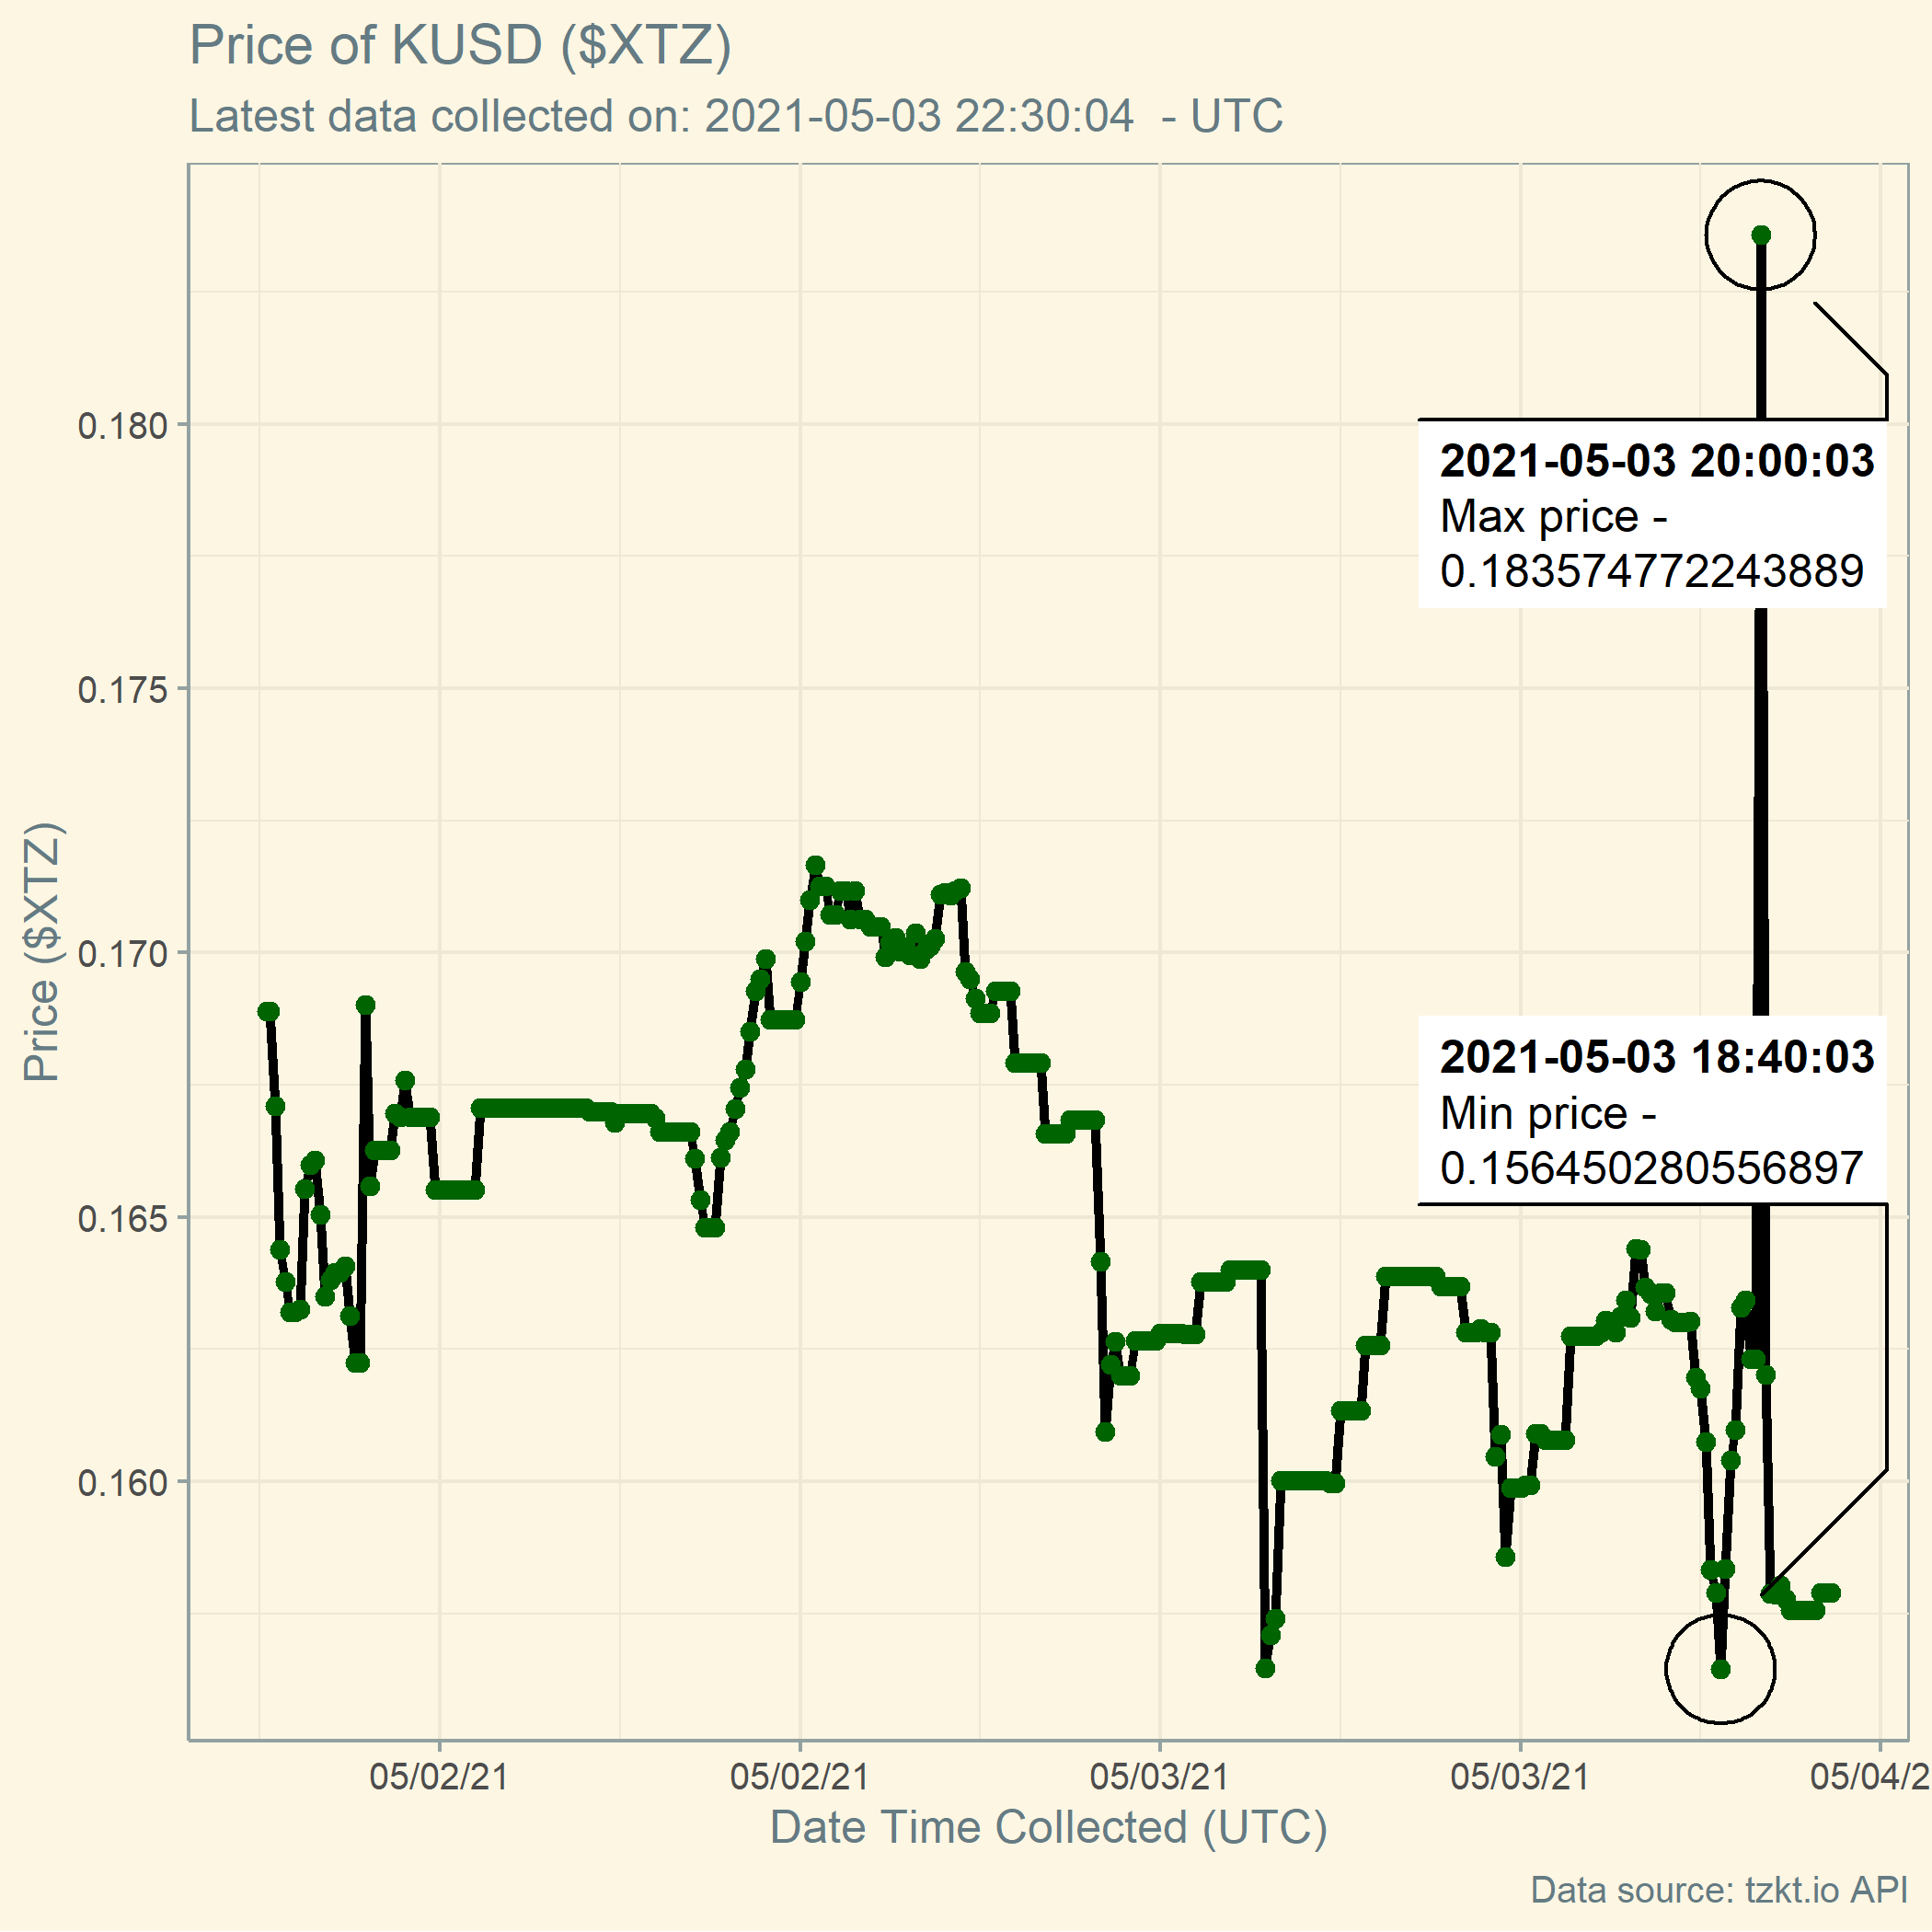 Price of KUSD ($XTZ)
Latest data collected on: 2021-05-03 22:30:04  - UTC
Price ($XTZ)
0.180
0.175
0.170
0.165
0.160
2021-05-03 20:00:03
Max price -
0.183574772243889
2021-05-03 18:40:03
Min price -
0.156450280556897
05/02/21
05/02/21
05/03/21
05/03/21
05/04/2
Date Time Collected (UTC)
Data source: tzkt.io API